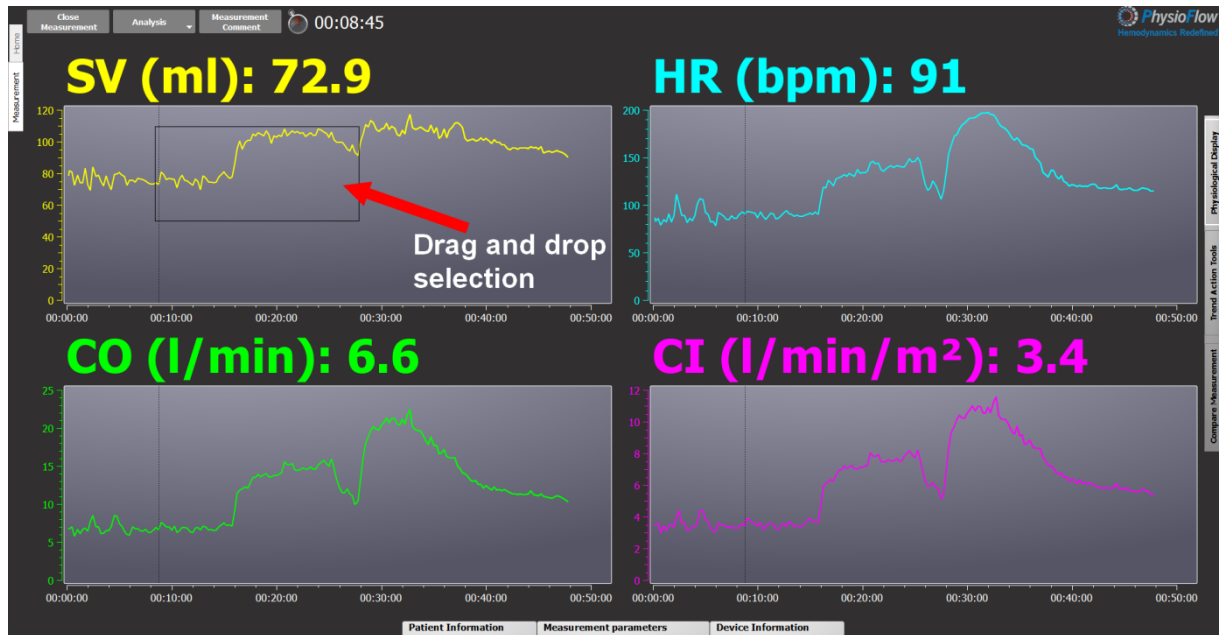 Close
Measurement
Analysis
Measurement
Comment
00:08:45
PhysioFlow
Hemodynamics Redefined
Home
Measurement
SV (ml): 72.9
120
100
80
60
40
20
0
00:00:00 00:10:00 00:20:00 00:30:00 00:40:00 00:50:00
Drag and drop
selection
HR (bpm): 91
200
150
100
50
0
00:00:00 00:10:00 00:20:00 00:30:00 00:40:00 00:50:00
CO (l/min): 6.6
25
20
15
10
5
0
00:00:00 00:10:00 00:20:00 00:30:00 00:40:00 00:50:00
CI (l/min/m²): 3.4
12
10
8
6
4
2
0
00:00:00 00:10:00 00:20:00 00:30:00 00:40:00 00:50:00
Physiological Display
Trend Action Tools
Compare Measurement
Patient Information
Measurement parameters
Device Information